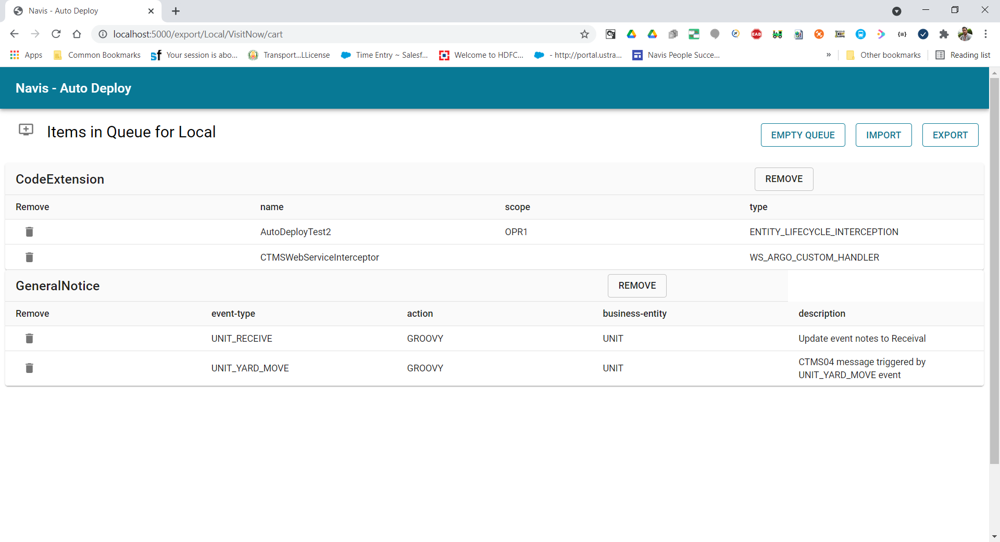 Navis - Auto Deploy
localhost:5000/export/Local/VisitNow/cart
EAB
Apps
Common Bookmarks
sf Your session is abo...
Transport...LLicense
Time Entry ~ Salesf...
Welcome to HDFC...
- http://portal.ustra...
Navis People Succe...
»
Other bookmarks
Reading list
Navis - Auto Deploy
Items in Queue for Local
EMPTY QUEUE IMPORT EXPORT
CodeExtension REMOVE
Remove name scope type
AutoDeployTest2 OPR1 ENTITY_LIFECYCLE_INTERCEPTION
CTMSWebServiceInterceptor WS_ARGO_CUSTOM_HANDLER
GeneralNotice REMOVE
Remove event-type action business-entity description
UNIT_RECEIVE GROOVY UNIT Update event notes to Receival
UNIT_YARD_MOVE GROOVY UNIT CTMS04 message triggered by
UNIT_YARD_MOVE event